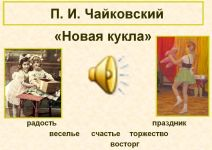 П. И. Чайковский
«Новая кукла»
радость праздник
веселье счастье торжество
восторг